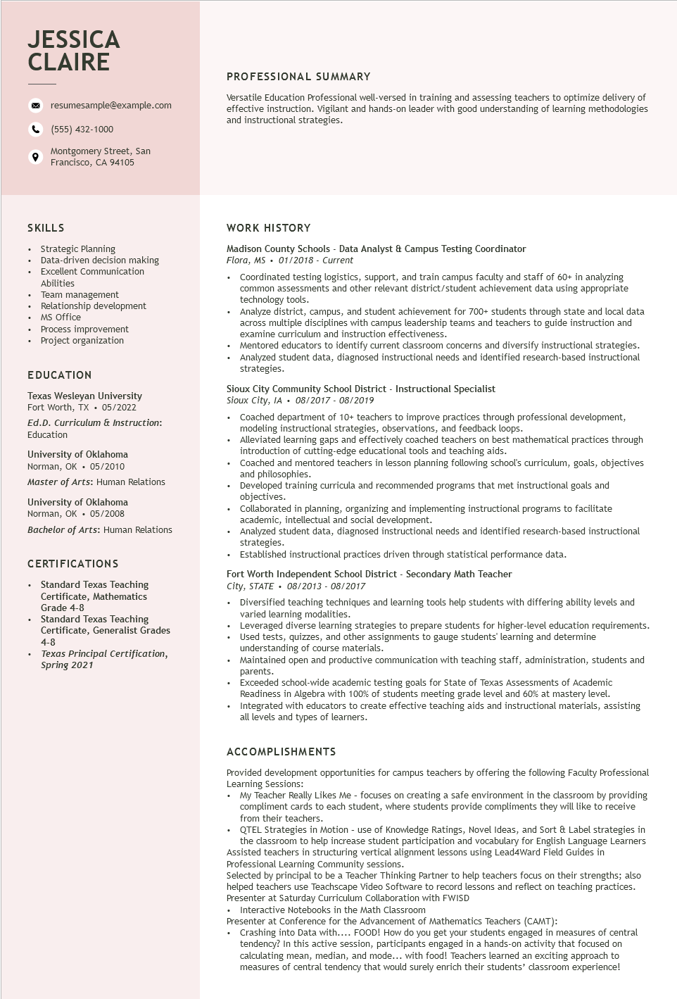 JESSICA
CLAIRE
resumesample@example.com
(555) 432-1000
Montgomery Street, San
Francisco, CA 94105
PROFESSIONAL SUMMARY
Versatile Education Professional well-versed in training and assessing teachers to optimize delivery of
effective instruction. Vigilant and hands-on leader with good understanding of learning methodologies
and instructional strategies.
SKILLS
• Strategic Planning
• Data-driven decision making
• Excellent Communication
Abilities
• Team management
• Relationship development
• MS Office
• Process improvement
• Project organization
EDUCATION
Texas Wesleyan University
Fort Worth, TX • 05/2022
Ed.D. Curriculum & Instruction:
Education
University of Oklahoma
Norman, OK • 05/2010
Master of Arts: Human Relations
University of Oklahoma
Norman, OK • 05/2008
Bachelor of Arts: Human Relations
CERTIFICATIONS
• Standard Texas Teaching
Certificate, Mathematics
Grade 4-8
• Standard Texas Teaching
Certificate, Generalist Grades
4-8
• Texas Principal Certification,
Spring 2021
WORK HISTORY
Madison County Schools - Data Analyst & Campus Testing Coordinator
Flora, MS • 01/2018 - Current
• Coordinated testing logistics, support, and train campus faculty and staff of 60+ in analyzing
common assessments and other relevant district/student achievement data using appropriate
technology tools.
• Analyze district, campus, and student achievement for 700+ students through state and local data
across multiple disciplines with campus leadership teams and teachers to guide instruction and
examine curriculum and instruction effectiveness.
• Mentored educators to identify current classroom concerns and diversify instructional strategies.
• Analyzed student data, diagnosed instructional needs and identified research-based instructional
strategies.
Sioux City Community School District - Instructional Specialist
Sioux City, IA • 08/2017 - 08/2019
• Coached department of 10+ teachers to improve practices through professional development,
modeling instructional strategies, observations, and feedback loops.
• Alleviated learning gaps and effectively coached teachers on best mathematical practices through
introduction of cutting-edge educational tools and teaching aids.
• Coached and mentored teachers in lesson planning following school's curriculum, goals, objectives
and philosophies.
• Developed training curricula and recommended programs that met instructional goals and
objectives.
• Collaborated in planning, organizing and implementing instructional programs to facilitate
academic, intellectual and social development.
• Analyzed student data, diagnosed instructional needs and identified research-based instructional
strategies.
• Established instructional practices driven through statistical performance data.
Fort Worth Independent School District - Secondary Math Teacher
City, STATE • 08/2013 - 08/2017
• Diversified teaching techniques and learning tools help students with differing ability levels and
varied learning modalities.
• Leveraged diverse learning strategies to prepare students for higher-level education requirements.
• Used tests, quizzes, and other assignments to gauge students' learning and determine
understanding of course materials.
• Maintained open and productive communication with teaching staff, administration, students and
parents.
• Exceeded school-wide academic testing goals for State of Texas Assessments of Academic
Readiness in Algebra with 100% of students meeting grade level and 60% at mastery level.
• Integrated with educators to create effective teaching aids and instructional materials, assisting
all levels and types of learners.
ACCOMPLISHMENTS
Provided development opportunities for campus teachers by offering the following Faculty Professional
Learning Sessions:
• My Teacher Really Likes Me – focuses on creating a safe environment in the classroom by providing
compliment cards to each student, where students provide compliments they will like to receive
from their teachers.
• QTEL Strategies in Motion – use of Knowledge Ratings, Novel Ideas, and Sort & Label strategies in
the classroom to help increase student participation and vocabulary for English Language Learners
Assisted teachers in structuring vertical alignment lessons using Lead4Ward Field Guides in
Professional Learning Community sessions.
Selected by principal to be a Teacher Thinking Partner to help teachers focus on their strengths; also
helped teachers use Teachscape Video Software to record lessons and reflect on teaching practices.
Presenter at Saturday Curriculum Collaboration with FWISD
• Interactive Notebooks in the Math Classroom
Presenter at Conference for the Advancement of Mathematics Teachers (CAMT):
• Crashing into Data with.... FOOD! How do you get your students engaged in measures of central
tendency? In this active session, participants engaged in a hands-on activity that focused on
calculating mean, median, and mode... with food! Teachers learned an exciting approach to
measures of central tendency that would surely enrich their students’ classroom experience!